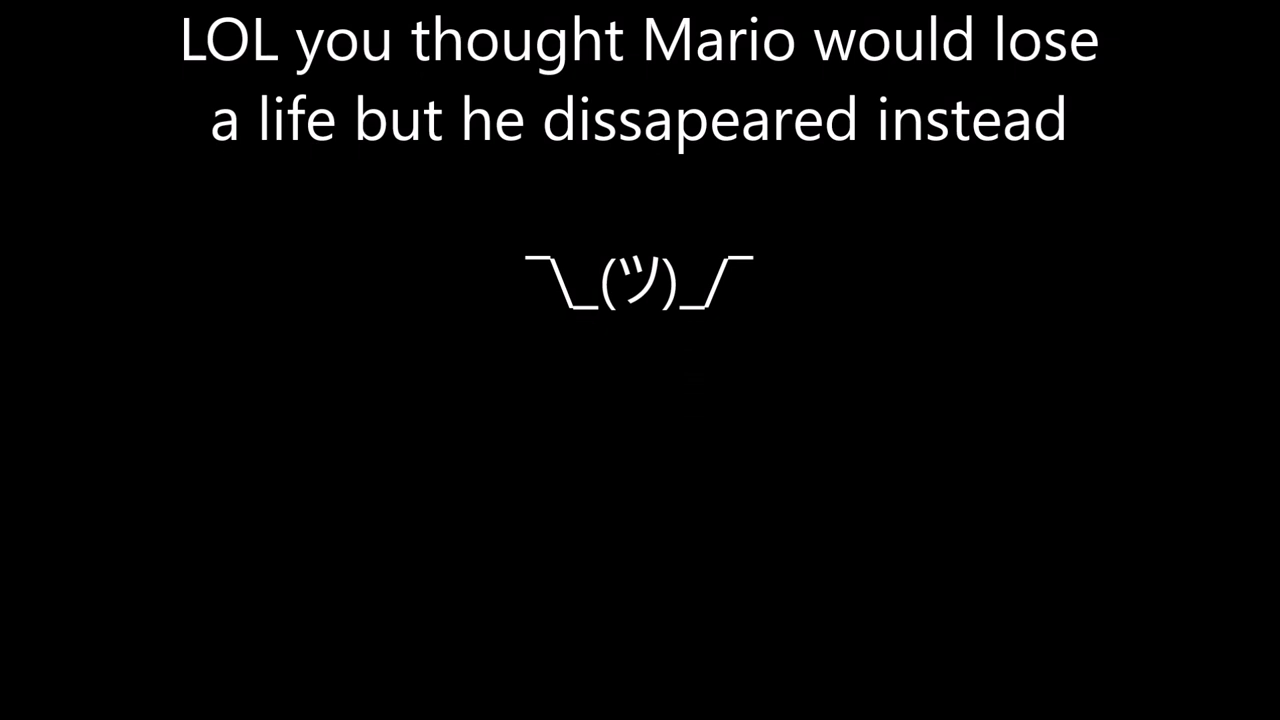 LOL you thought Mario would lose
a life but he dissapeared instead
¯\_(ツ)_/¯